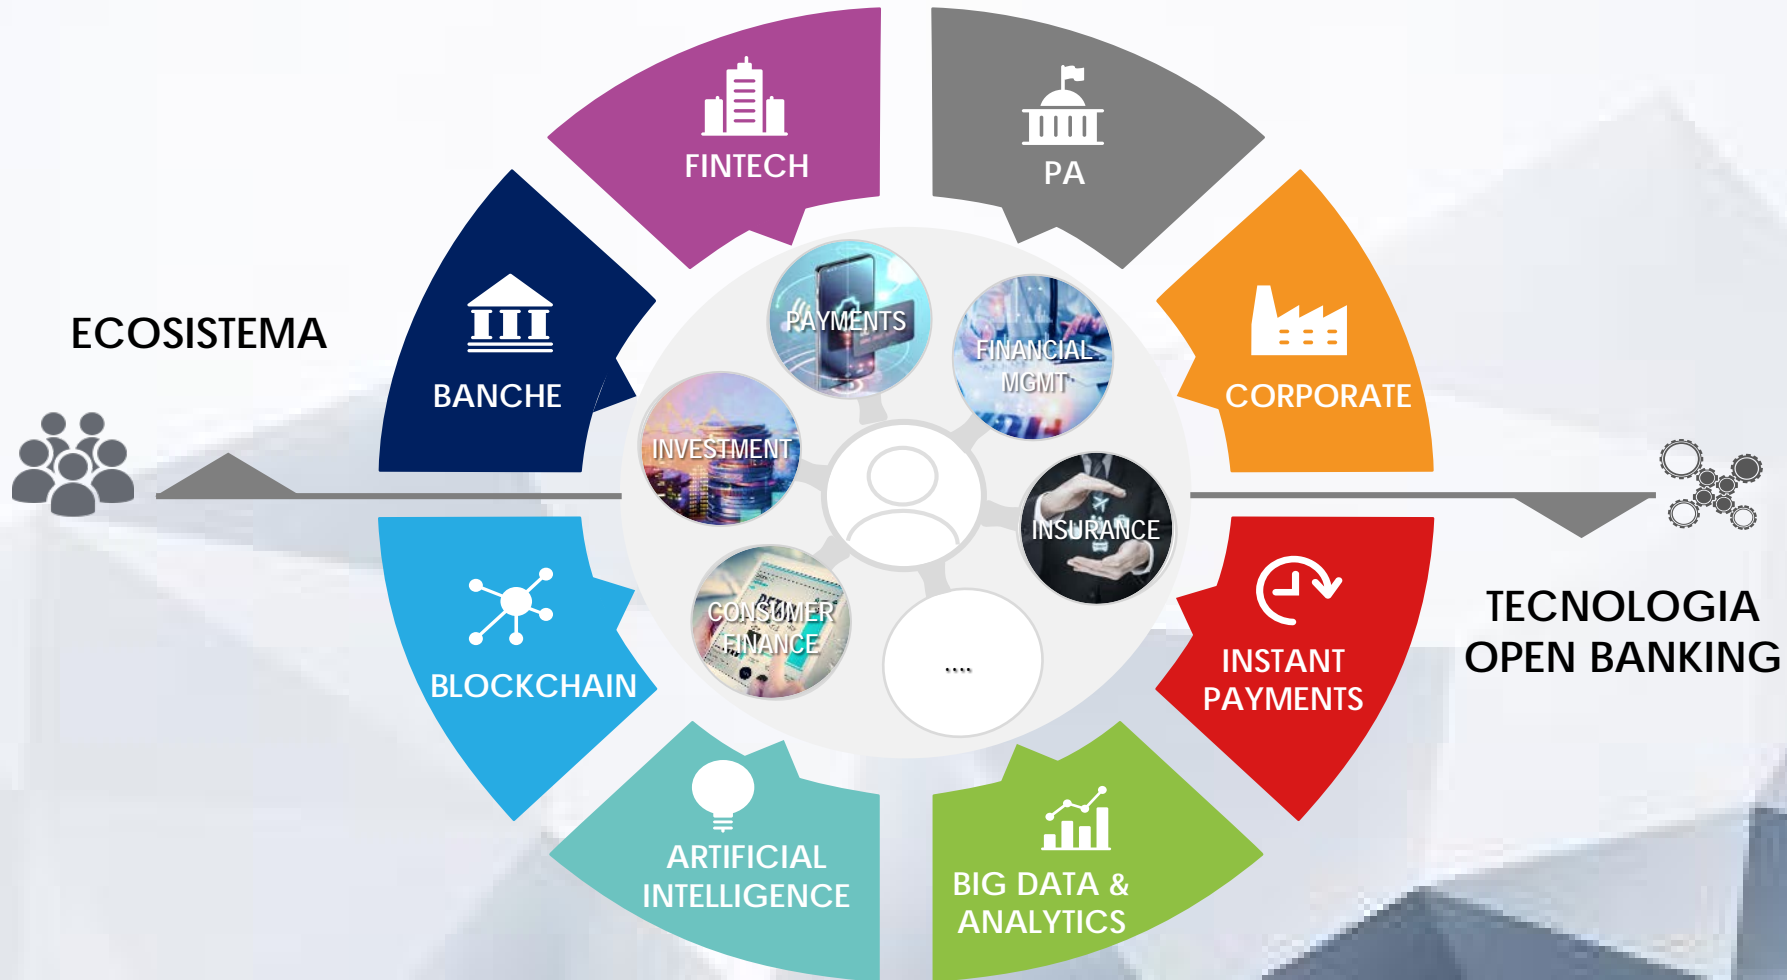 FINTECH
PA
BANCHE
CORPORATE
ECOSISTEMA
PAYMENTS
FINANCIAL
MGMT
INVESTMENT
INSURANCE
CONSUMER
FINANCE
....
BLOCKCHAIN
INSTANT
PAYMENTS
TECNOLOGIA
OPEN BANKING
ARTIFICIAL
INTELLIGENCE
BIG DATA &
ANALYTICS